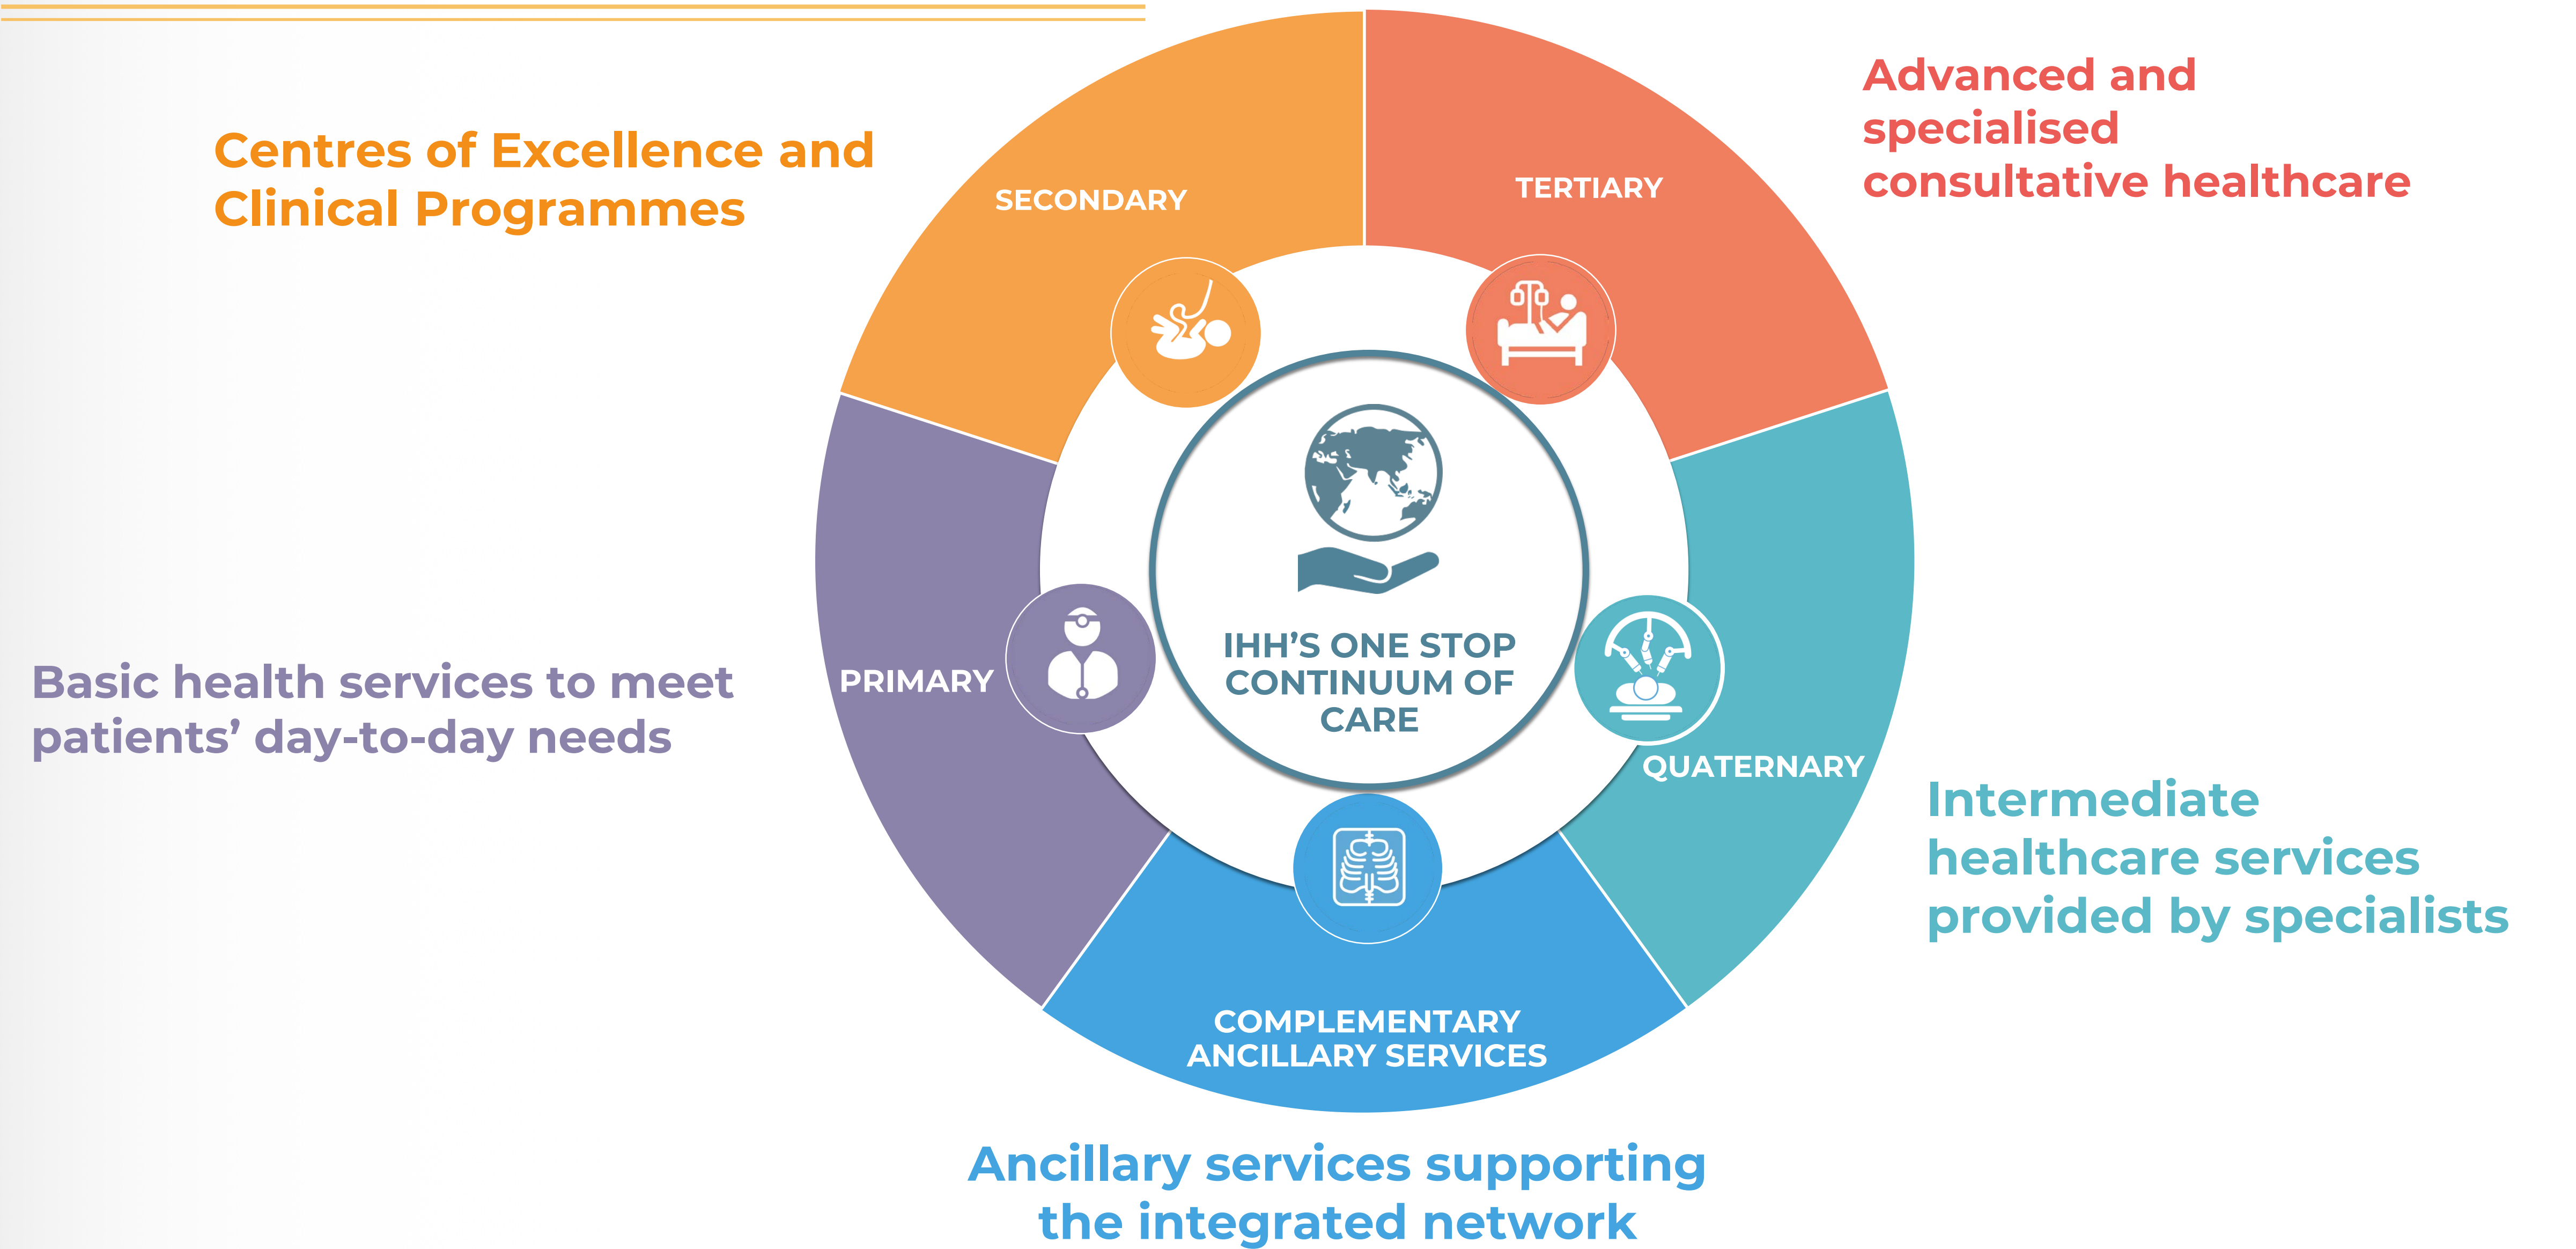 Centres of Excellence and
Clinical Programmes
SECONDARY
TERTIARY
Advanced and
specialised
consultative healthcare
Basic health services to meet
patients’ day-to-day needs
PRIMARY
IHH’S ONE STOP
CONTINUUM OF
CARE
QUATERNARY
Intermediate
healthcare services
provided by specialists
COMPLEMENTARY
ANCILLARY SERVICES
Ancillary services supporting
the integrated network